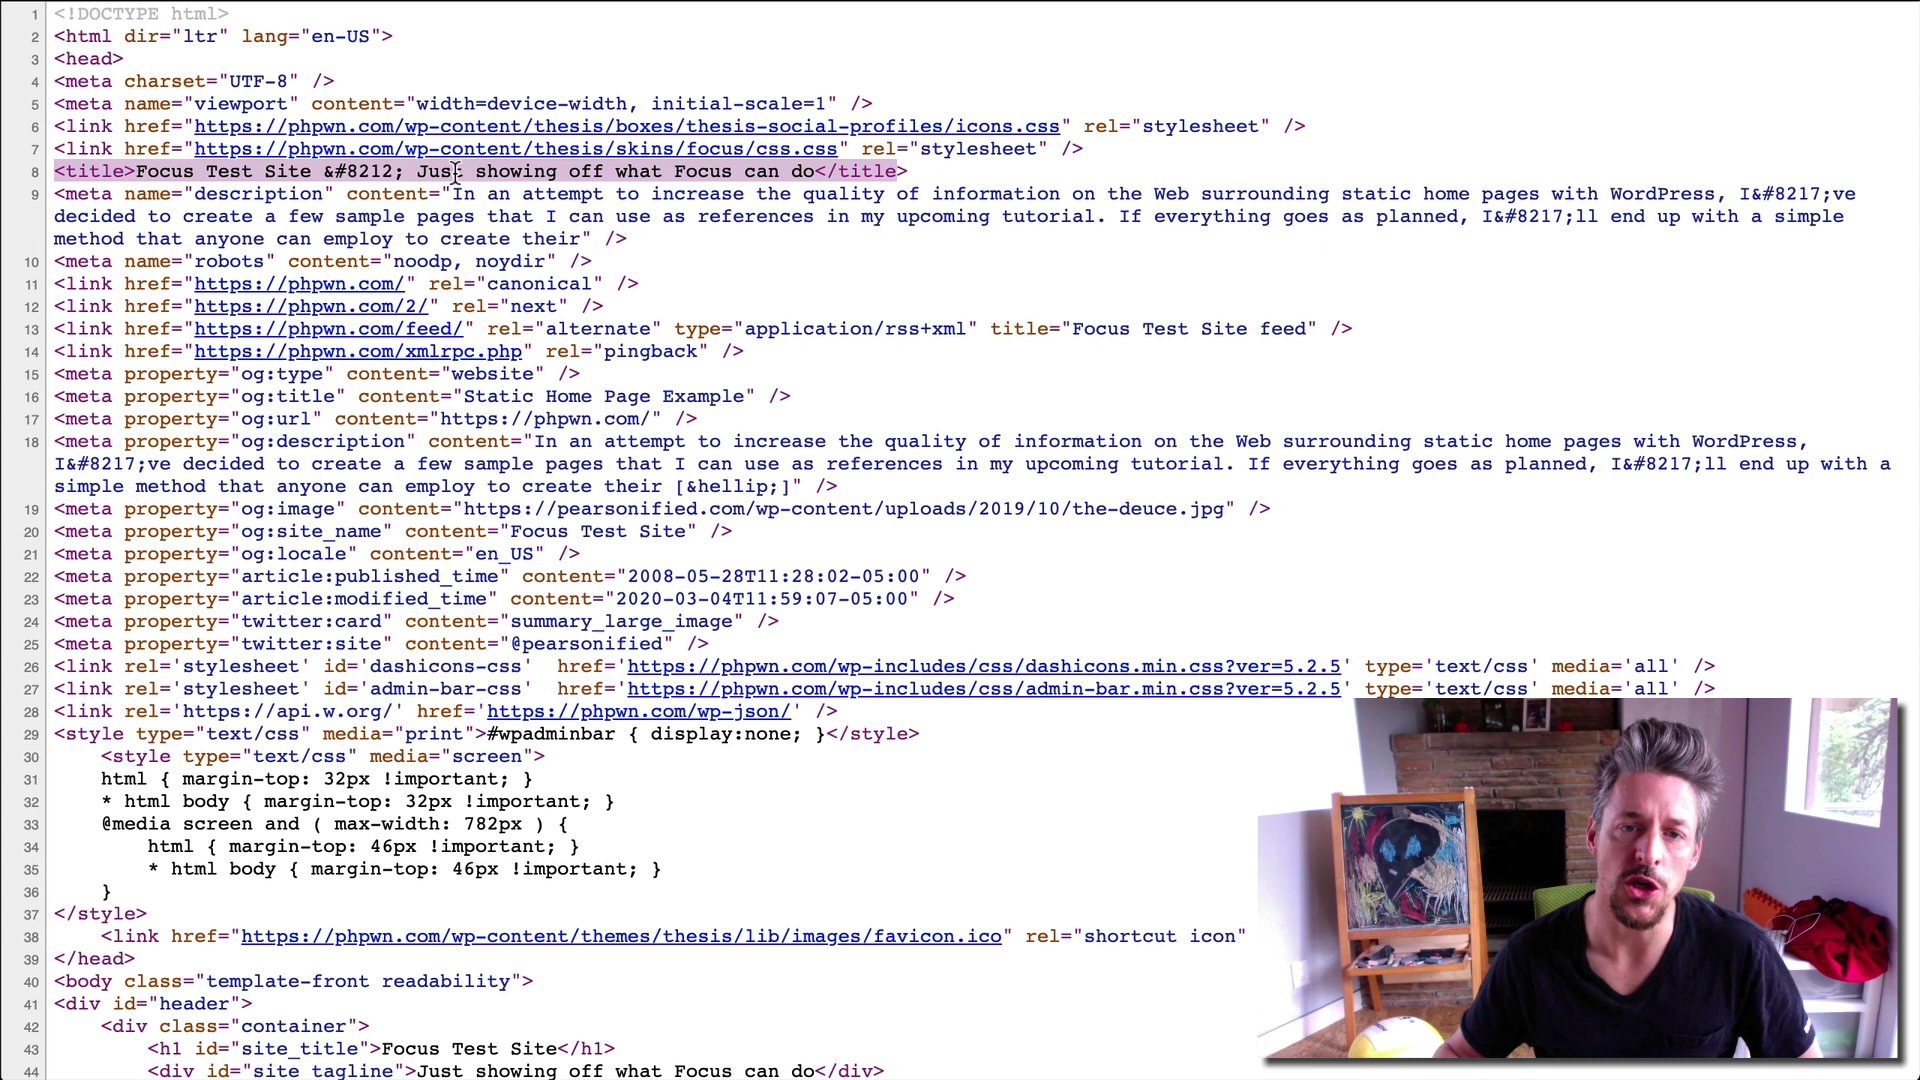 1 <!DOCTYPE html>
2 <html dir="ltr" lang="en-US">
3 <head>
4 <meta charset="UTF-8" />
5 <meta name="viewport" content="width=device-width, initial-scale=1" />
6 <link href="https://phpwn.com/wp-content/thesis/boxes/thesis-social-profiles/icons.css" rel="stylesheet" />
7 <link href="https://phpwn.com/wp-content/thesis/skins/focus/css.css" rel="stylesheet" />
8 <title>Focus Test Site &#8212; Just showing off what Focus can do</title>
9 <meta name="description" content="In an attempt to increase the quality of information on the Web surrounding static home pages with WordPress, I&#8217;ve
decided to create a few sample pages that I can use as references in my upcoming tutorial. If everything goes as planned, I&#8217;ll end up with a simple
method that anyone can employ to create their" />
10 <meta name="robots" content="noodp, noydir" />
11 <link href="https://phpwn.com/" rel="canonical" />
12 <link href="https://phpwn.com/2/" rel="next" />
13 <link href="https://phpwn.com/feed/" rel="alternate" type="application/rss+xml" title="Focus Test Site feed" />
14 <link href="https://phpwn.com/xmlrpc.php" rel="pingback" />
15 <meta property="og:type" content="website" />
16 <meta property="og:title" content="Static Home Page Example" />
17 <meta property="og:url" content="https://phpwn.com/" />
18 <meta property="og:description" content="In an attempt to increase the quality of information on the Web surrounding static home pages with WordPress,
I&#8217;ve decided to create a few sample pages that I can use as references in my upcoming tutorial. If everything goes as planned, I&#8217;ll end up with a
simple method that anyone can employ to create their [&hellip;]" />
19 <meta property="og:image" content="https://pearsonified.com/wp-content/uploads/2019/10/the-deuce.jpg" />
20 <meta property="og:site_name" content="Focus Test Site" />
21 <meta property="og:locale" content="en_US" />
22 <meta property="article:published_time" content="2008-05-28T11:28:02-05:00" />
23 <meta property="article:modified_time" content="2020-03-04T11:59:07-05:00" />
24 <meta property="twitter:card" content="summary_large_image" />
25 <meta property="twitter:site" content="@pearsonified" />
26 <link rel='stylesheet' id='dashicons-css'  href='https://phpwn.com/wp-includes/css/dashicons.min.css?ver=5.2.5' type='text/css' media='all' />
27 <link rel='stylesheet' id='admin-bar-css'  href='https://phpwn.com/wp-includes/css/admin-bar.min.css?ver=5.2.5' type='text/css' media='all' />
28 <link rel='https://api.w.org/' href='https://phpwn.com/wp-json/' />
29 <style type="text/css" media="print">#wpadminbar { display:none; }</style>
30 <style type="text/css" media="screen">
31 html { margin-top: 32px !important; }
32 * html body { margin-top: 32px !important; }
33 @media screen and ( max-width: 782px ) {
34 html { margin-top: 46px !important; }
35 * html body { margin-top: 46px !important; }
36 }
37 </style>
38 <link href="https://phpwn.com/wp-content/themes/thesis/lib/images/favicon.ico" rel="shortcut icon"
39 </head>
40 <body class="template-front readability">
41 <div id="header">
42 <div class="container">
43 <h1 id="site_title">Focus Test Site</h1>
44 <div id="site_tagline">Just showing off what Focus can do</div>